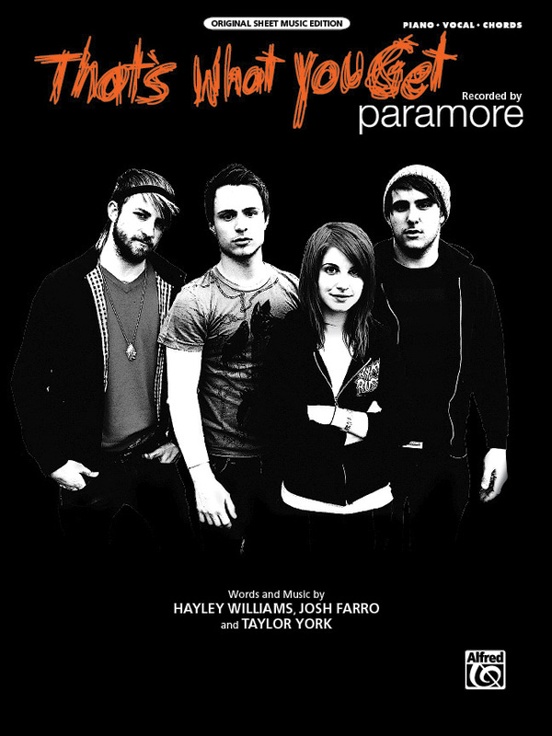 ORIGINAL SHEET MUSIC EDITION
PIANO • VOCAL • CHORDS
That's What You Get
Recorded by
paramore
Words and Music by
HAYLEY WILLIAMS, JOSH FARRO
and TAYLOR YORK
Alfred